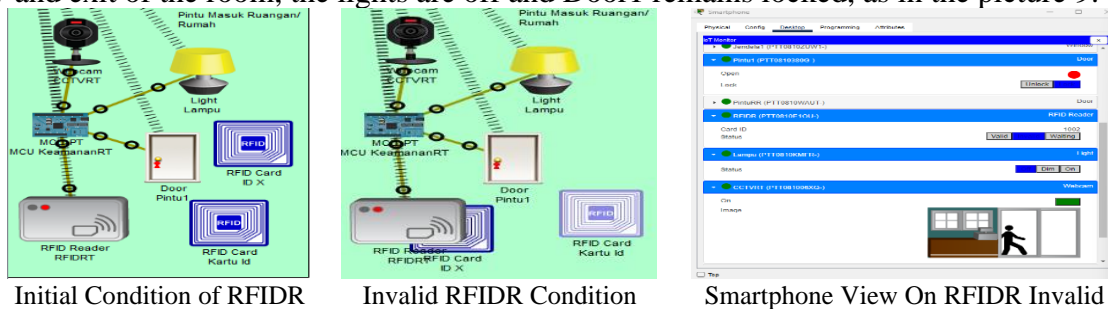 and exit of the room, the lights are off and Door1 remains locked, as in the picture 9.
Pintu Masuk Ruangan/
Rumah
Webcam
CCTVRT
Light
Lampu
MCU-PT
MCU KeamananRT
RFID
RFID Card
ID X
Door
Pintu1
RFID
RFID Reader
RFIDRT
RFID Card
Kartu Id
Initial Condition of RFIDR
Pintu Masuk Ruangan/
Rumah
Webcam
CCTVRT
Light
Lampu
MCU-PT
MCU KeamananRT
Door
Pintu1
RFID
RFID Reader
RFIDRT
RFID Card
ID X
RFID Card
Kartu Id
Invalid RFIDR Condition
Smartphone
Physical Config Desktop Programming Attributes
IoT Monitor
Window
Door
Open
Lock Unlock
Door
RFID Reader
Card ID 1002
Status Valid Waiting
Light
Status Dim On
Webcam
On
Image
Top
Smartphone View On RFIDR Invalid